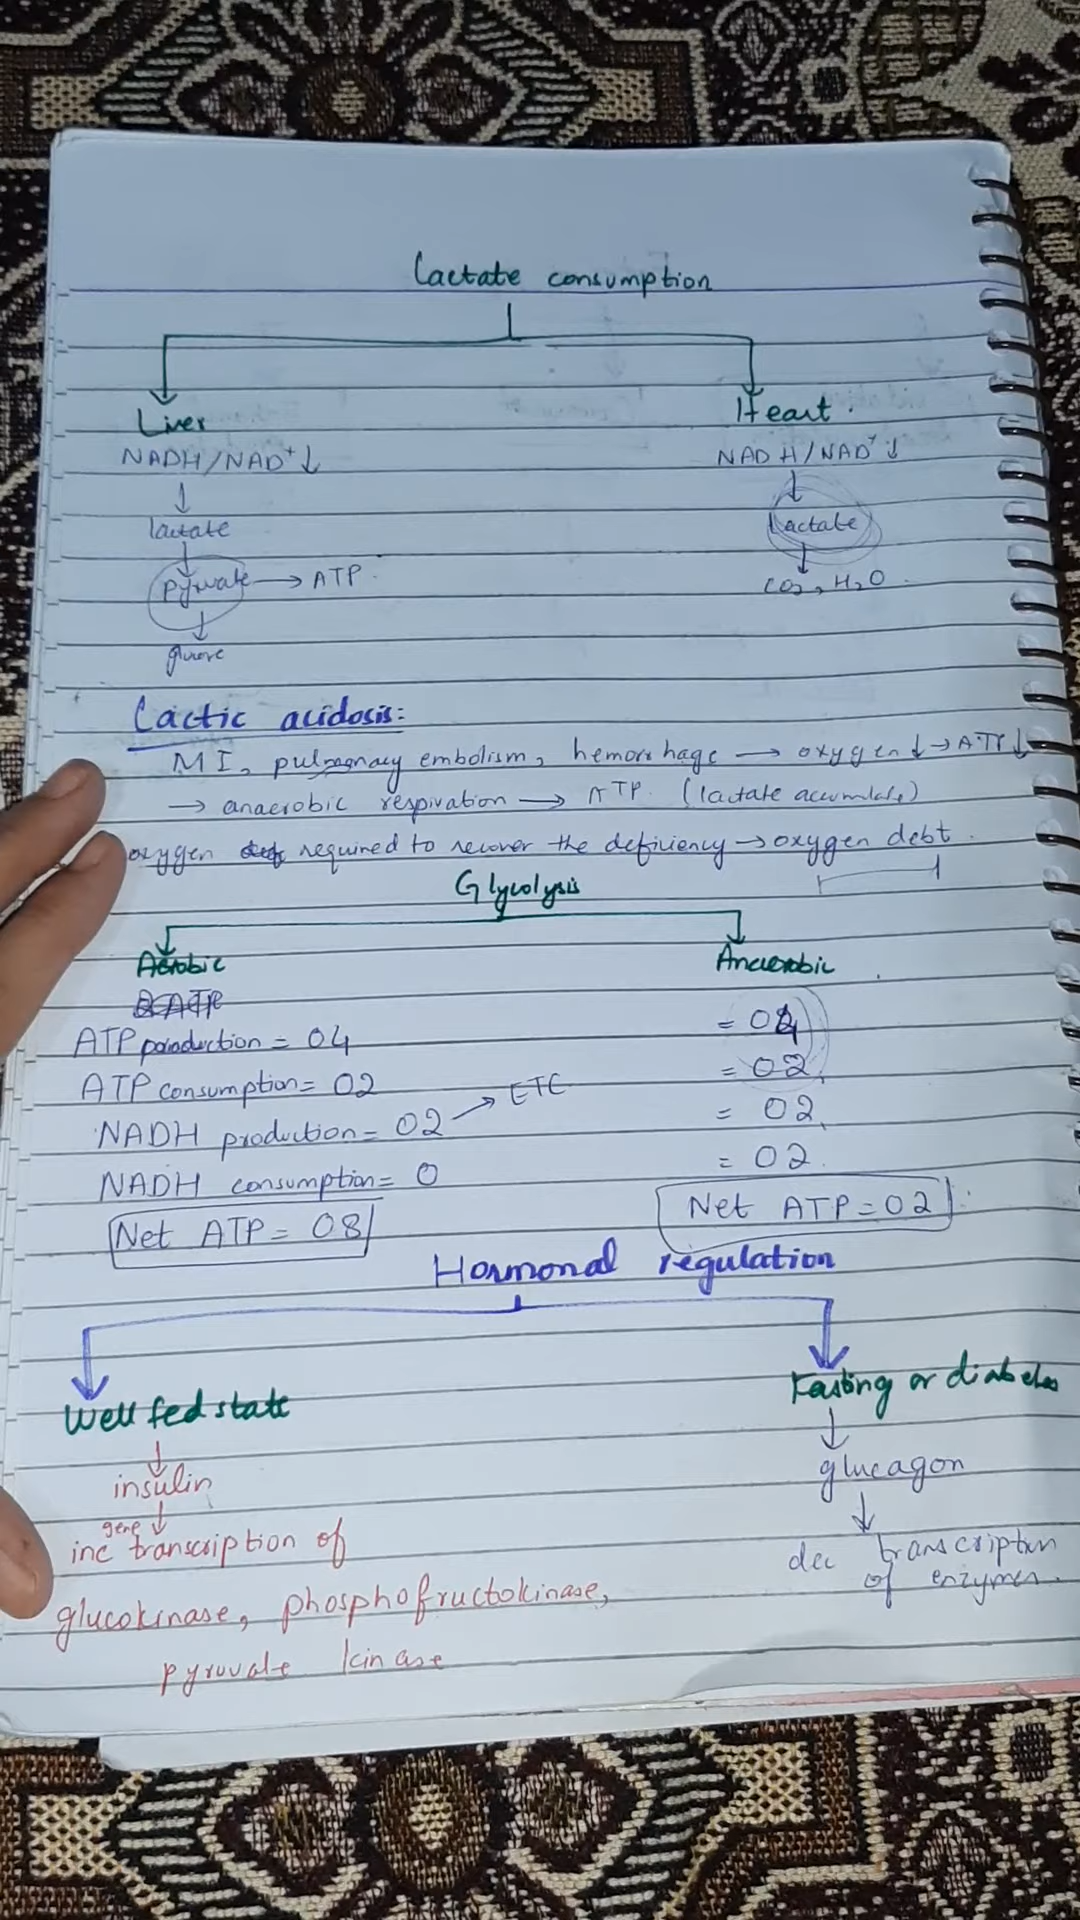 Lactate consumption
Liver Heart.
NADH/NAD⁺↓ NADH/NAD⁺↓
↓ ↓
lactate Lactate
↓ ↓
pyruvate → ATP. CO2, H2O.
↓
Lactic acidosis:
MI, embolism, hemorrhage → oxygen↓ → ATP↓
→ anaerobic respiration → ATP. (lactate
oxygen required to recover the deficiency → oxygen debt.
Glycolysis
Aerobic Anaerobic
2 ATP
ATP production = 04 = 04
ATP consumption = 02 = 02
NADH production = 02 → ETC = 02
NADH consumption = 0 = 02.
Net ATP = 08 Net ATP = 02
Hormonal regulation
Well fed state Fasting or diabetes
↓ ↓
insulin glucagon
gene ↓ ↓
inc transcription of dec transcription
of enzymes.
glucokinase, phosphofructokinase,
pyruvate kinase